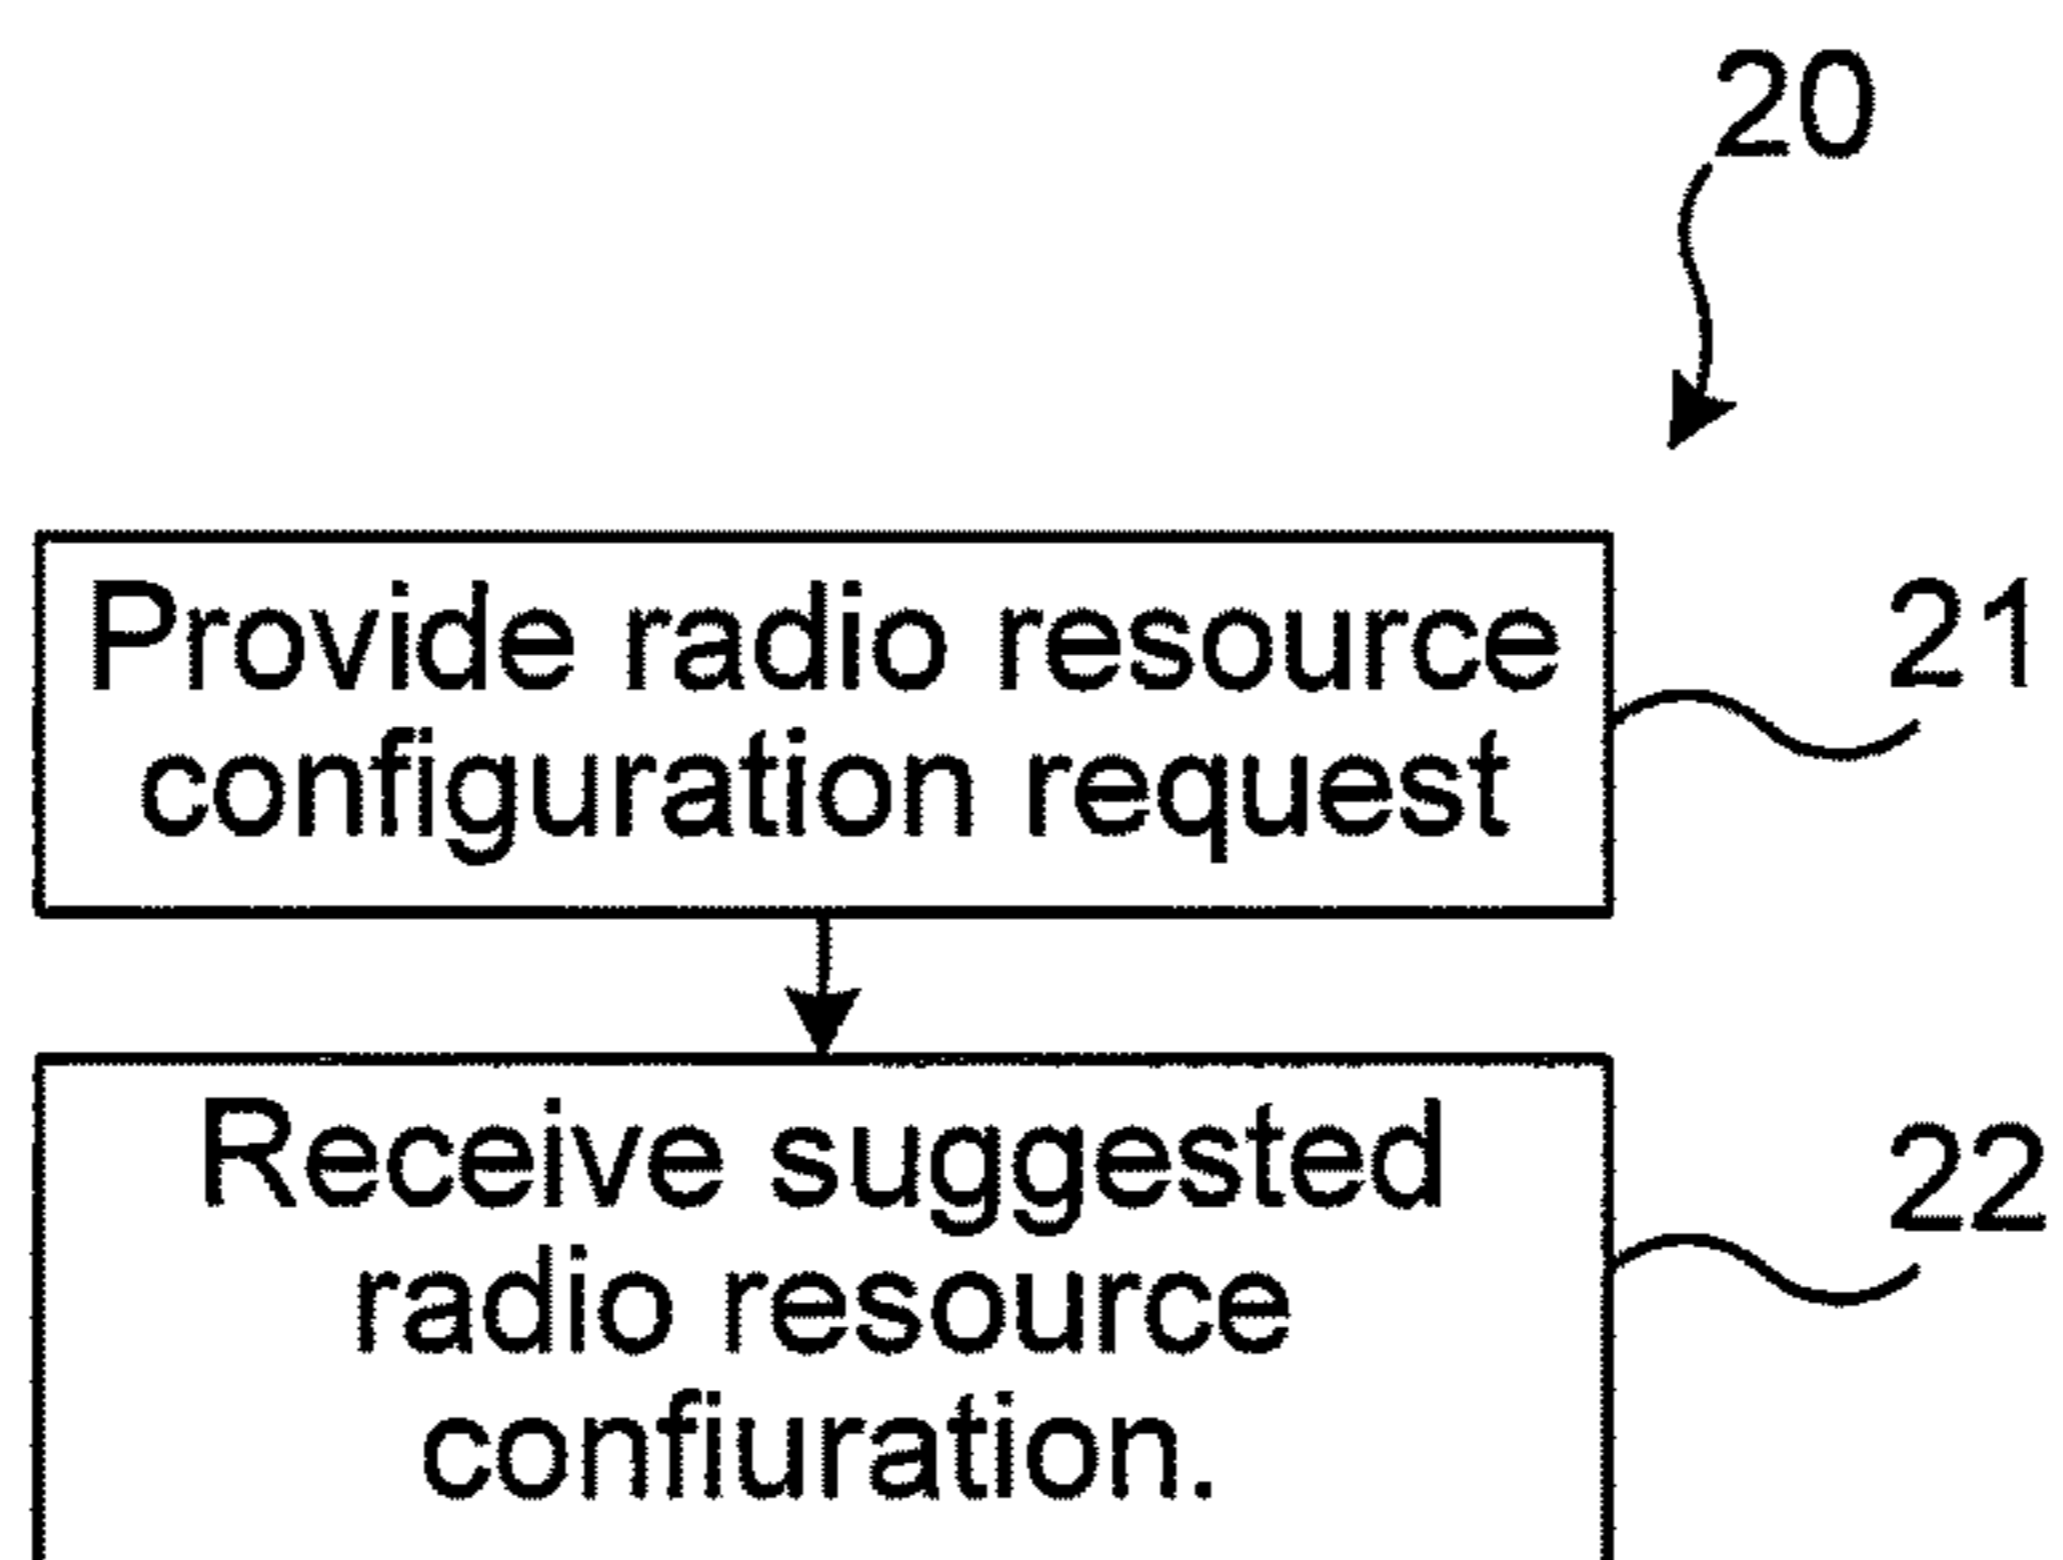 20
Provide radio resource
configuration request
21
Receive suggested
radio resource
confiuration.
22